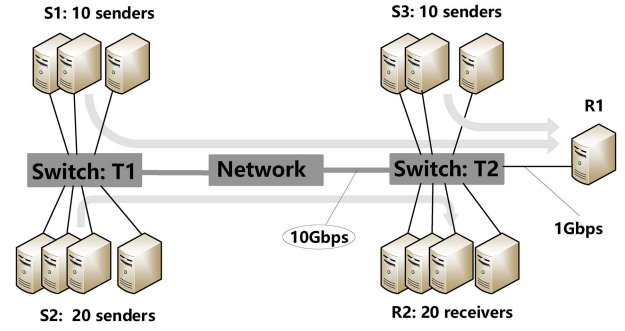 S1: 10 senders
S3: 10 senders
R1
Switch: T1
Network
Switch: T2
10Gbps
1Gbps
S2: 20 senders
R2: 20 receivers